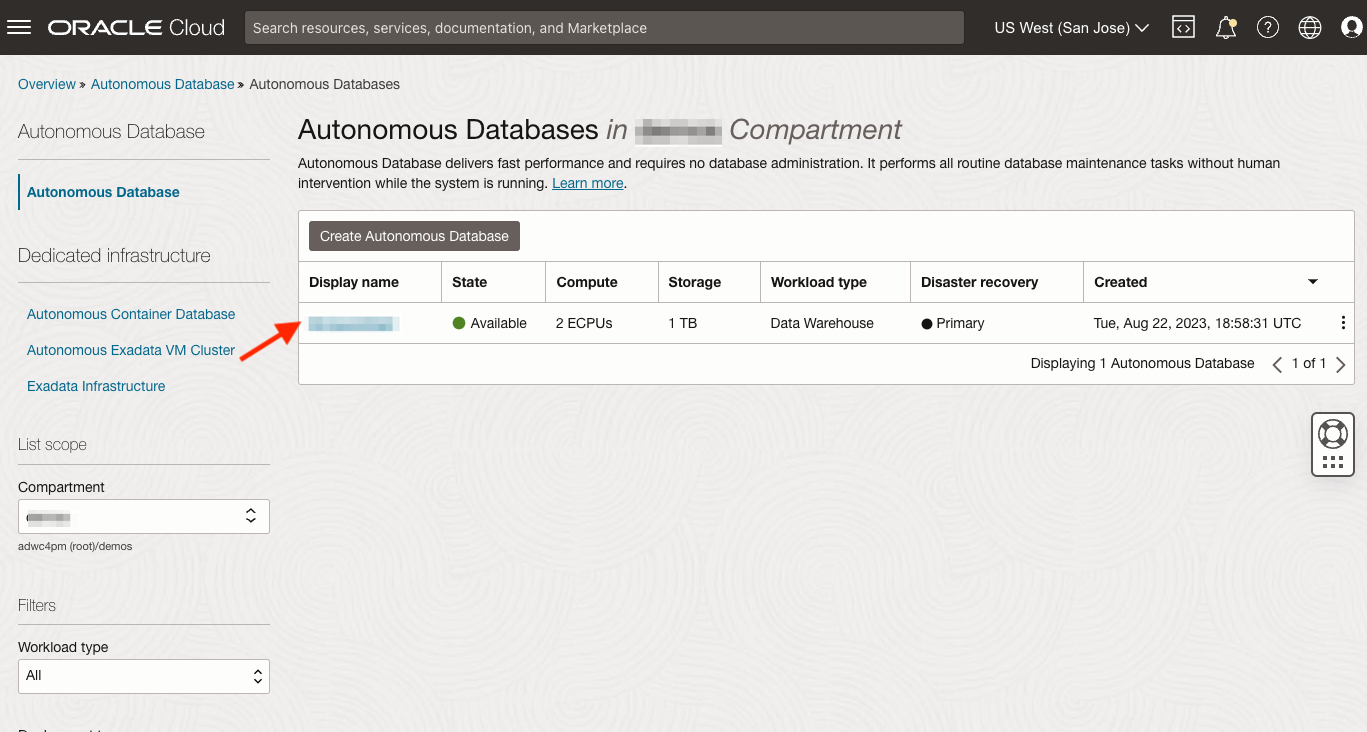 ORACLE Cloud
Search resources, services, documentation, and Marketplace
US West (San Jose)
Overview » Autonomous Database » Autonomous Databases
Autonomous Database
Autonomous Database
Dedicated infrastructure
Autonomous Container Database
Autonomous Exadata VM Cluster
Exadata Infrastructure
List scope
Compartment
adwc4pm (root)/demos
Filters
Workload type
All
Autonomous Databases in Compartment
Autonomous Database delivers fast performance and requires no database administration. It performs all routine database maintenance tasks without human
intervention while the system is running. Learn more.
Create Autonomous Database
Display name State Compute Storage Workload type Disaster recovery Created
Available 2 ECPUs 1 TB Data Warehouse Primary Tue, Aug 22, 2023, 18:58:31 UTC
Displaying 1 Autonomous Database < 1 of 1 >